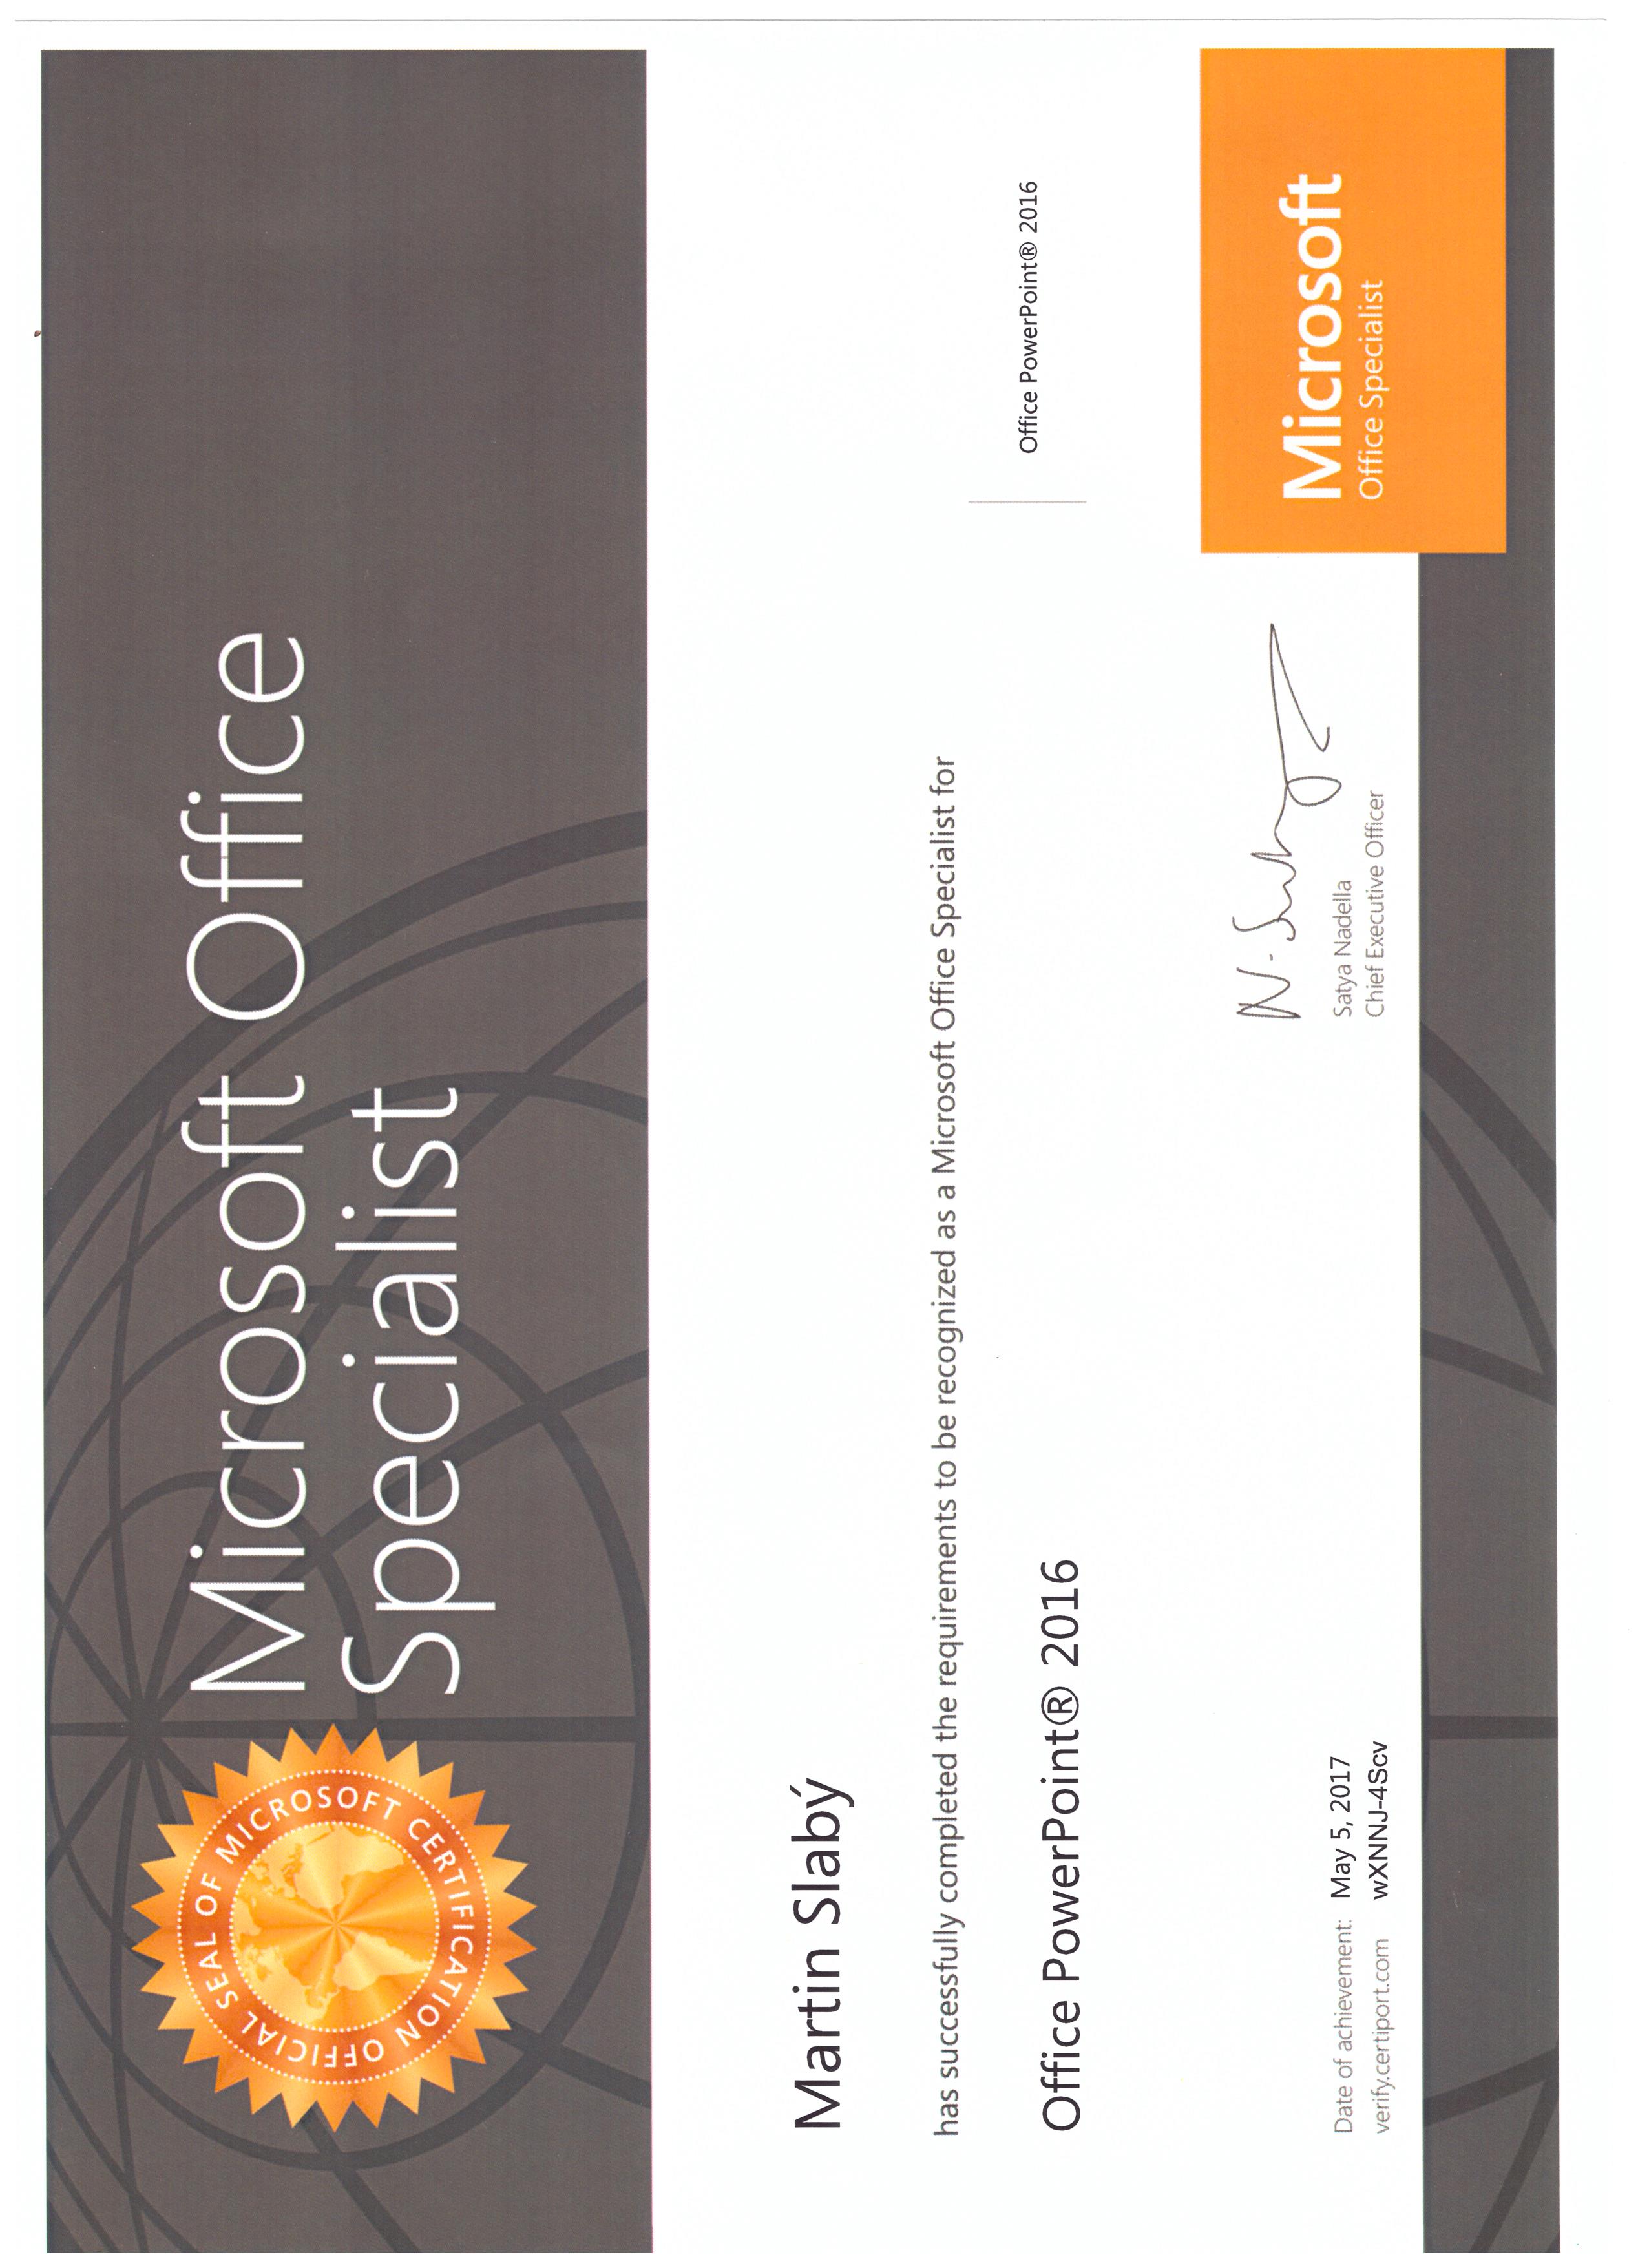 OFFICIAL SEAL OF MICROSOFT CERTIFICATION
Microsoft Office
Specialist
Martin Slabý
has successfully completed the requirements to be recognized as a Microsoft Office Specialist for
Office PowerPoint® 2016
Office PowerPoint® 2016
N. Satya
Date of achievement: May 5, 2017
verify.certiport.com wXNNJ-4Scv
Satya Nadella
Chief Executive Officer
Microsoft
Office Specialist